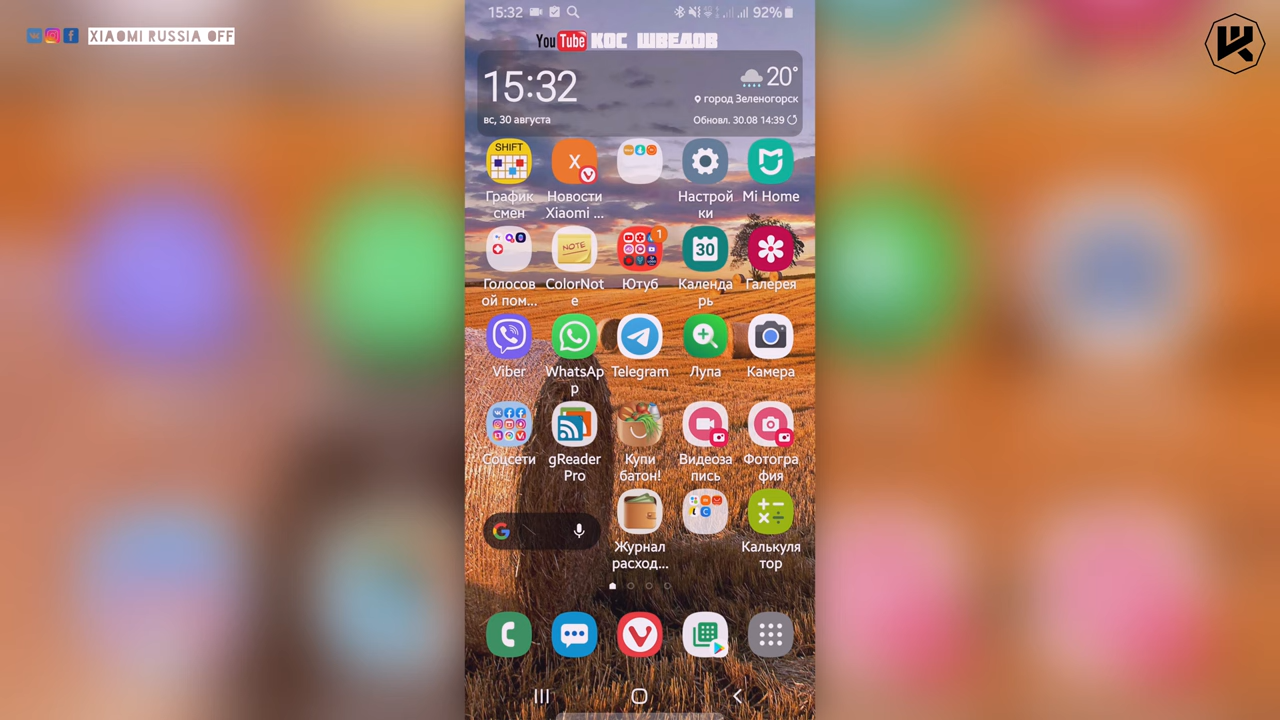 XIAOMI RUSSIA OFF
15:32
92%
YouTube КОС ШВЕДОВ
15:32
20°
город Зеленогорск
вс, 30 августа
Обновл. 30.08 14:39
SHIFT
X
График смен
Новости Xiaomi ...
Настрой
ки
Mi Home
NOTE
1
30
Голосов
ой пом...
ColorNot
e
Ютуб
Календа
рь
Галерея
Viber
WhatsAp
p
Telegram
Лупа
Камера
Соцсети
gReader
Pro
Купи
батон!
Видеоза
пись
Фотогра
фия
G
Журнал
расход...
Калькуля
тор